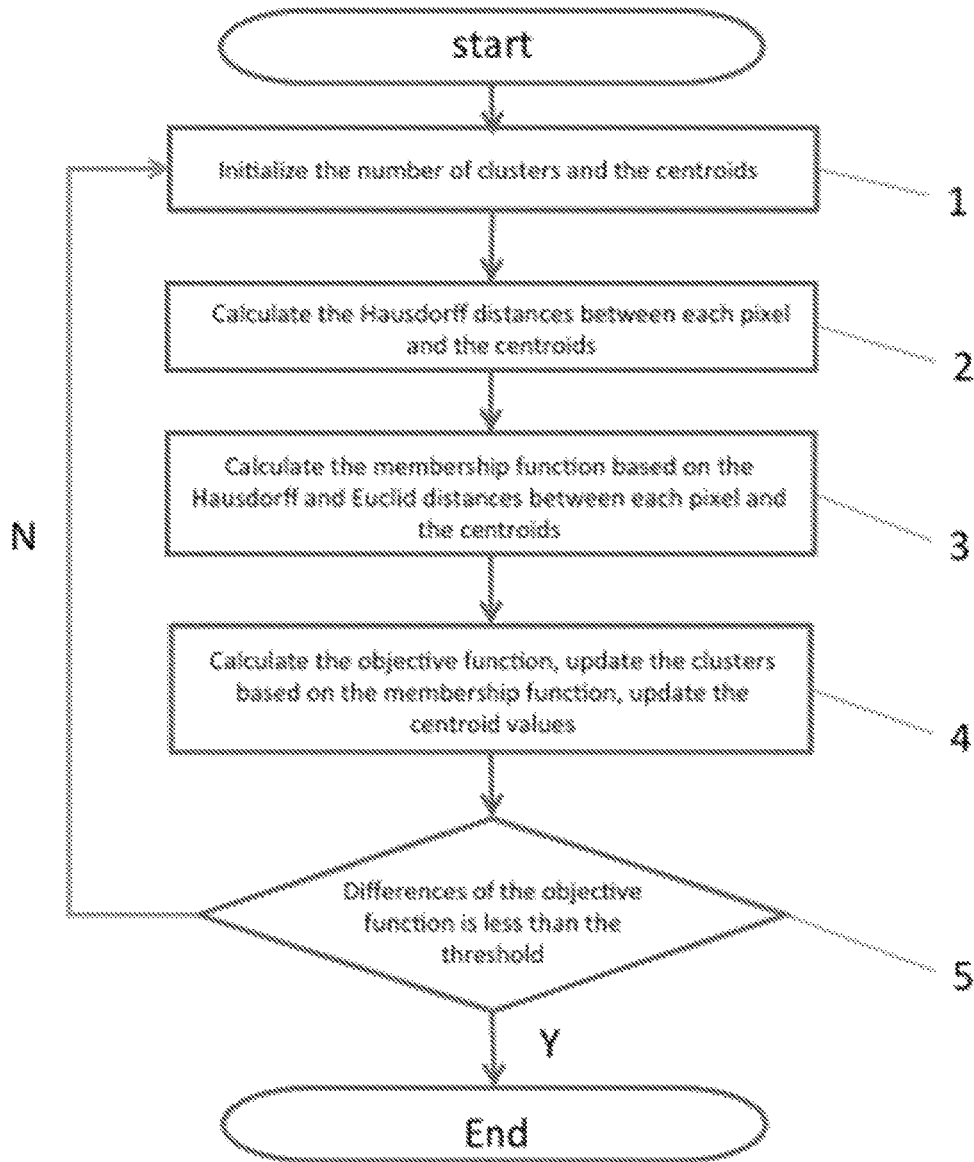 start
Initialize the number of clusters and the centroids
1
Calculate the Hausdorff distances between each pixel
and the centroids
2
Calculate the membership function based on the
Hausdorff and Euclid distances between each pixel and
the centroids
3
N
Calculate the objective function, update the clusters
based on the membership function, update the
centroid values
4
Differences of the objective
function is less than the
threshold
5
Y
End